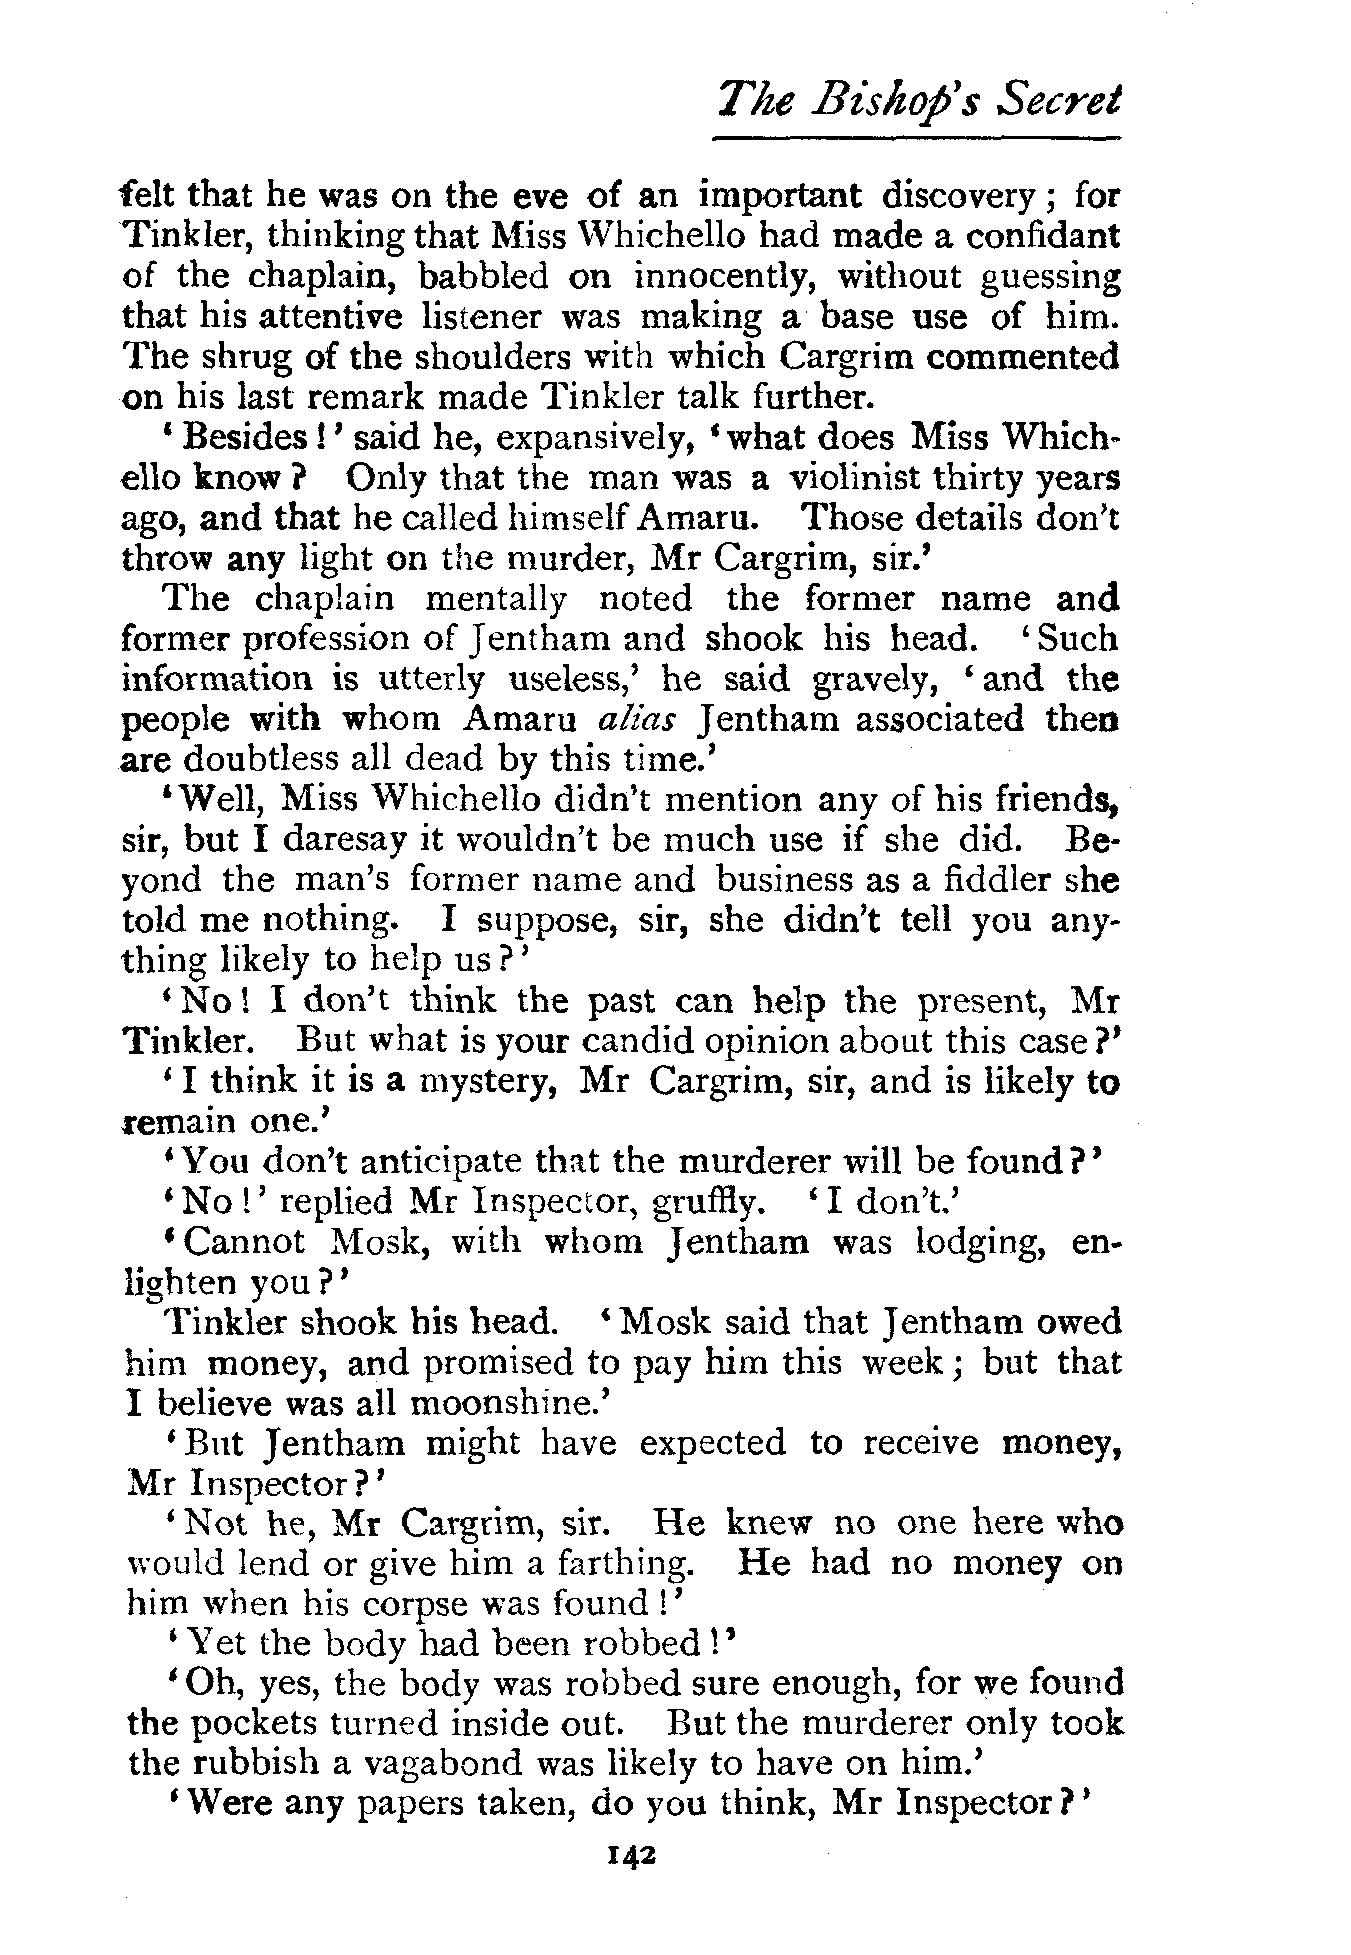 The Bishop's Secret
felt that he was on the eve of an important discovery; for
Tinkler, thinking that Miss Whichello had made a confidant
of the chaplain, babbled on innocently, without guessing
that his attentive listener was making a base use of him.
The shrug of the shoulders with which Cargrim commented
on his last remark made Tinkler talk further.
'Besides!' said he, expansively, 'what does Miss Which-
ello know? Only that the man was a violinist thirty years
ago, and that he called himself Amaru. Those details don't
throw any light on the murder, Mr Cargrim, sir.'
The chaplain mentally noted the former name and
former profession of Jentham and shook his head. 'Such
information is utterly useless,' he said gravely, 'and the
people with whom Amaru alias Jentham associated then
are doubtless all dead by this time.'
'Well, Miss Whichello didn't mention any of his friends,
sir, but I daresay it wouldn't be much use if she did. Be-
yond the man's former name and business as a fiddler she
told me nothing. I suppose, sir, she didn't tell you any-
thing likely to help us?'
'No! I don't think the past can help the present, Mr
Tinkler. But what is your candid opinion about this case?'
'I think it is a mystery, Mr Cargrim, sir, and is likely to
remain one.'
'You don't anticipate that the murderer will be found?'
'No!' replied Mr Inspector, gruffly. 'I don't.'
'Cannot Mosk, with whom Jentham was lodging, en-
lighten you?'
Tinkler shook his head. 'Mosk said that Jentham owed
him money, and promised to pay him this week; but that
I believe was all moonshine.'
'But Jentham might have expected to receive money,
Mr Inspector?'
'Not he, Mr Cargrim, sir. He knew no one here who
would lend or give him a farthing. He had no money on
him when his corpse was found!'
'Yet the body had been robbed!'
'Oh, yes, the body was robbed sure enough, for we found
the pockets turned inside out. But the murderer only took
the rubbish a vagabond was likely to have on him.'
'Were any papers taken, do you think, Mr Inspector?'
142